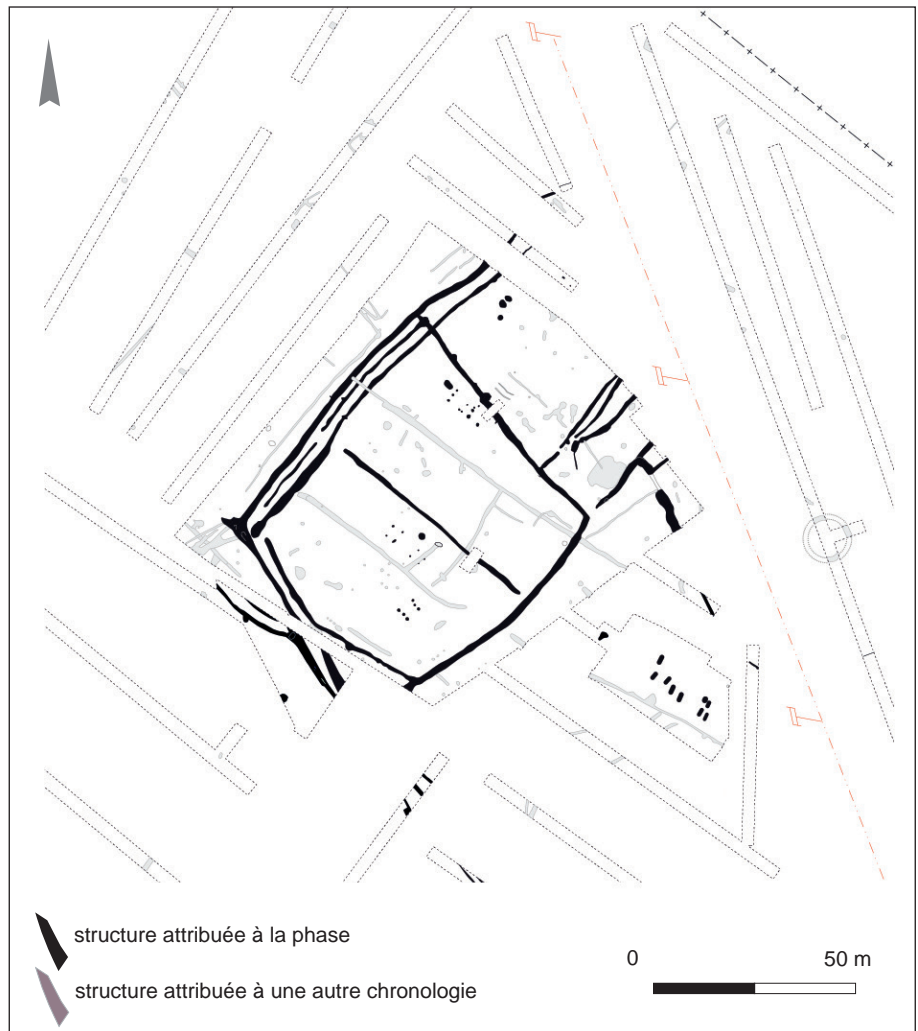 structure attribuée à la phase
structure attribuée à une autre chronologie
0 50 m